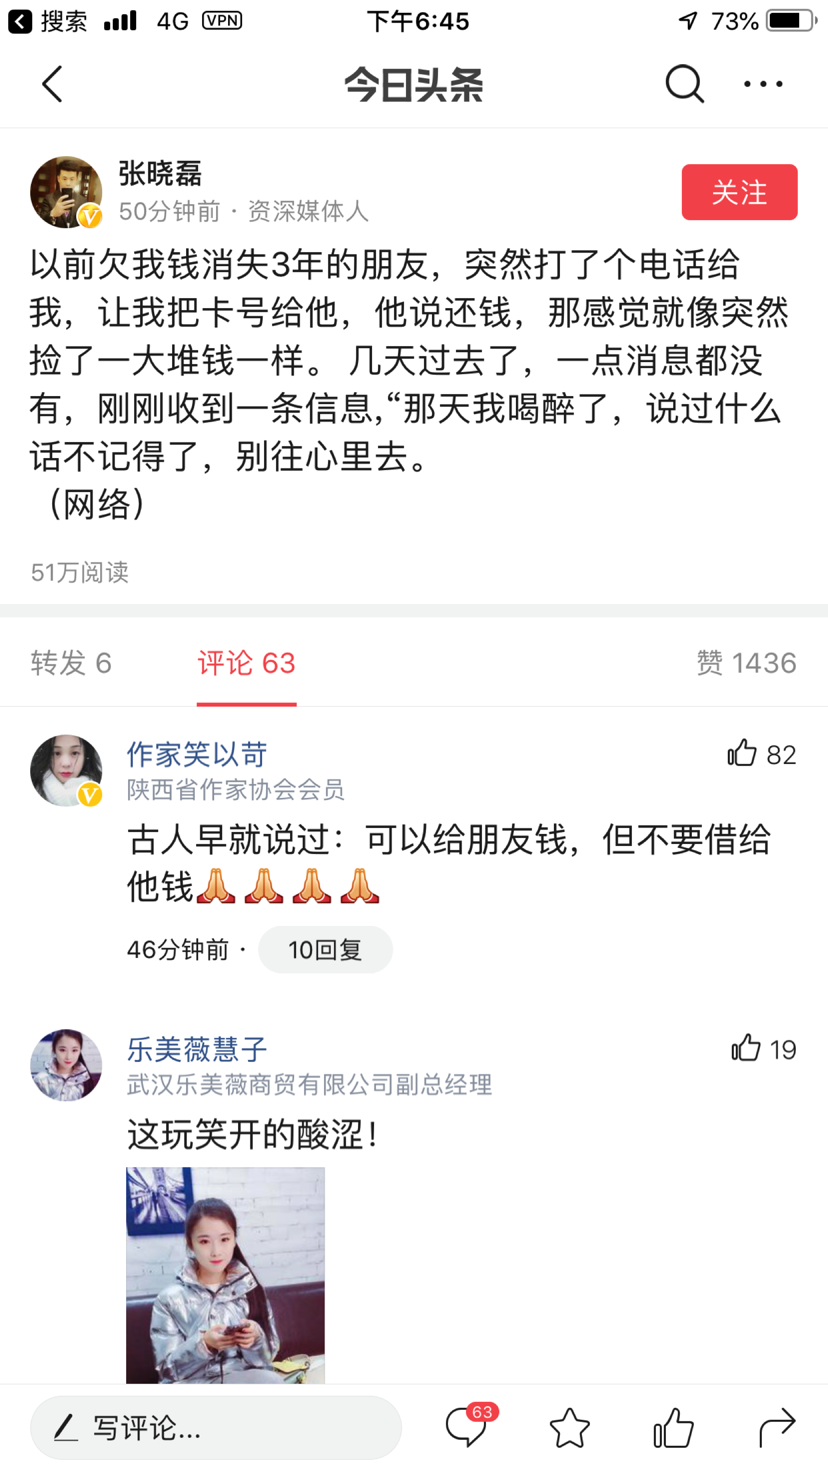 搜索 4G VPN 下午6:45 73%
今日头条
张晓磊
50分钟前 · 资深媒体人
关注
以前欠我钱消失3年的朋友，突然打了个电话给
我，让我把卡号给他，他说还钱，那感觉就像突然
捡了一大堆钱一样。 几天过去了，一点消息都没
有，刚刚收到一条信息,“那天我喝醉了，说过什么
话不记得了，别往心里去。
（网络）
51万阅读
转发 6 评论 63 赞 1436
作家笑以苛 82
陕西省作家协会会员
古人早就说过：可以给朋友钱，但不要借给
他钱🙏🙏🙏🙏
46分钟前 · 10回复
乐美薇慧子 19
武汉乐美薇商贸有限公司副总经理
这玩笑开的酸涩！
写评论... 63